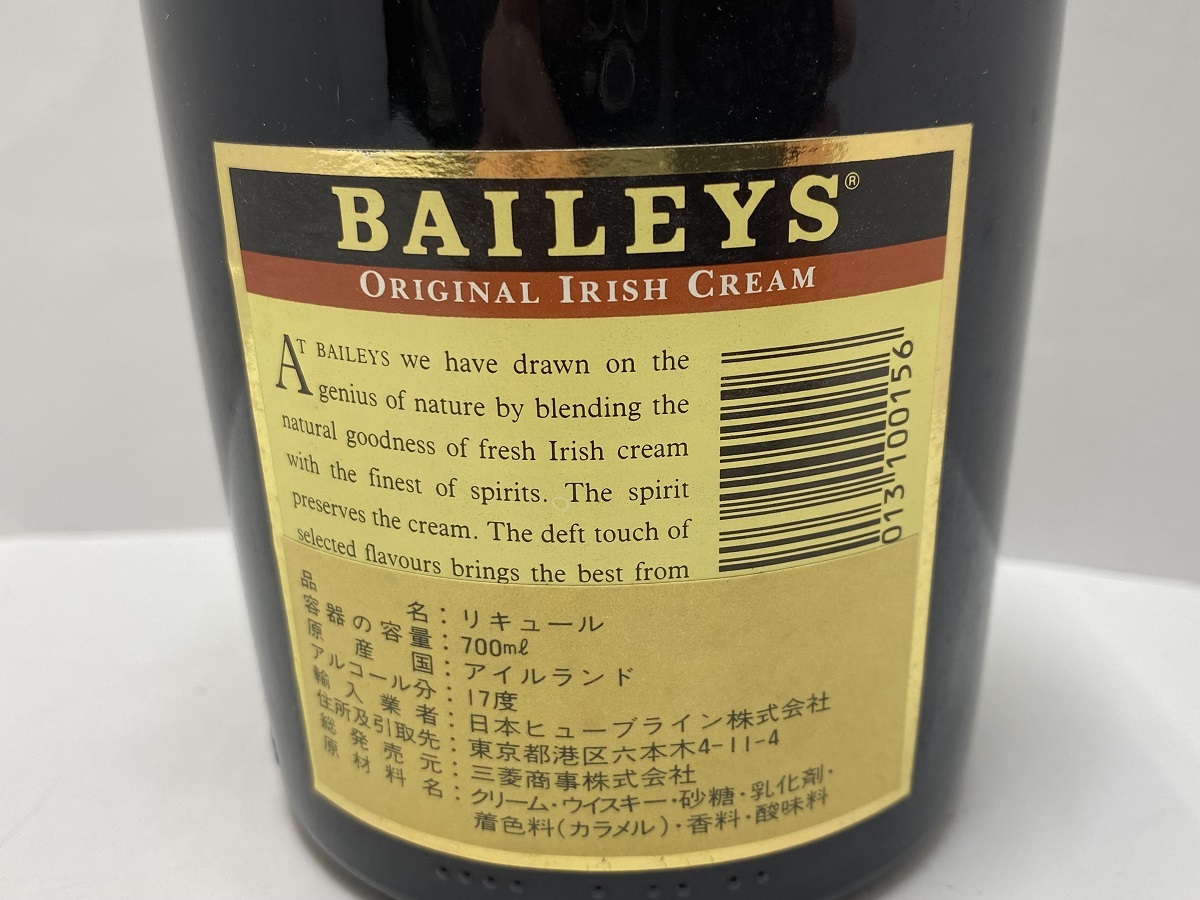 BAILEYS®
ORIGINAL IRISH CREAM
AT BAILEYS we have drawn on the
genius of nature by blending the
natural goodness of fresh Irish cream
with the finest of spirits. The spirit
preserves the cream. The deft touch of
selected flavours brings the best from
013100156
品名:リキュール
容器の容量:700ml
原産国:アイルランド
アルコール分:17度
輸入業者:日本ヒューブライン株式会社
住所及引取先:東京都港区六本木4-11-4
総発売元:三菱商事株式会社
原材料名:クリーム・ウイスキー・砂糖・乳化剤・
着色料(カラメル)・香料・酸味料